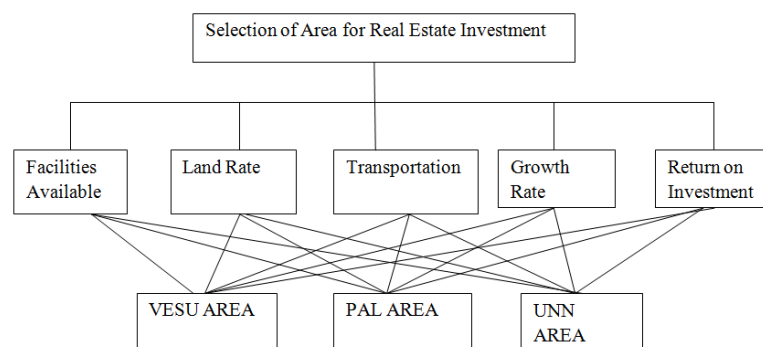 Selection of Area for Real Estate Investment
Facilities
Available
Land Rate
Transportation
Growth
Rate
Return on
Investment
VESU AREA
PAL AREA
UNN
AREA